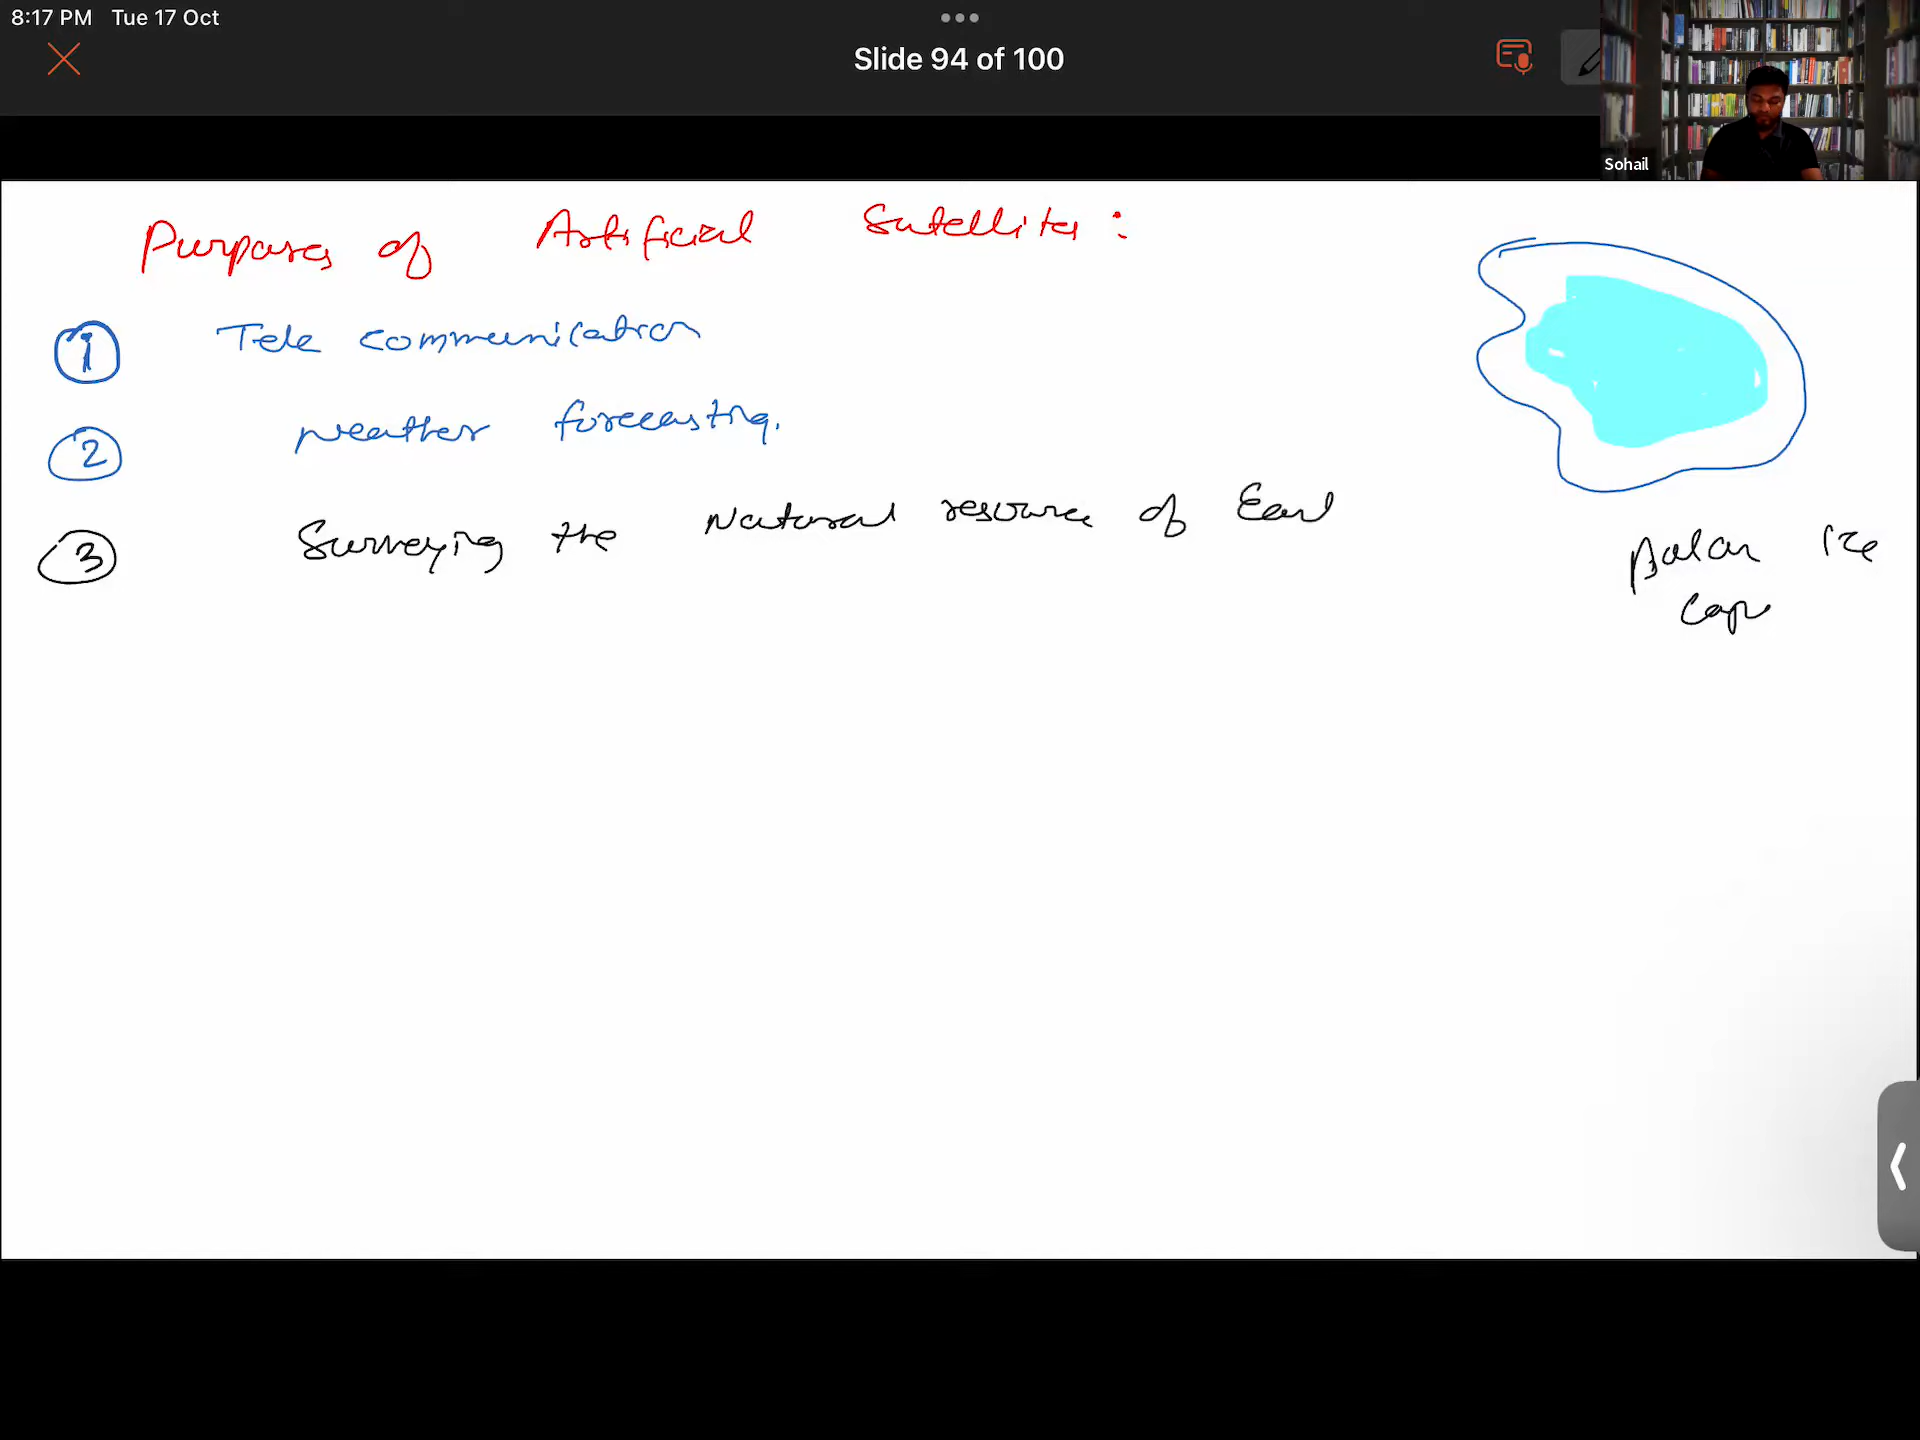 8:17 PM Tue 17 Oct
Slide 94 of 100
Sohail
Purposes of Artificial Satellites :
1 Tele communication
2 weather forecasting.
3 Surveying the Natural resource of Eart
polar Ice
cap